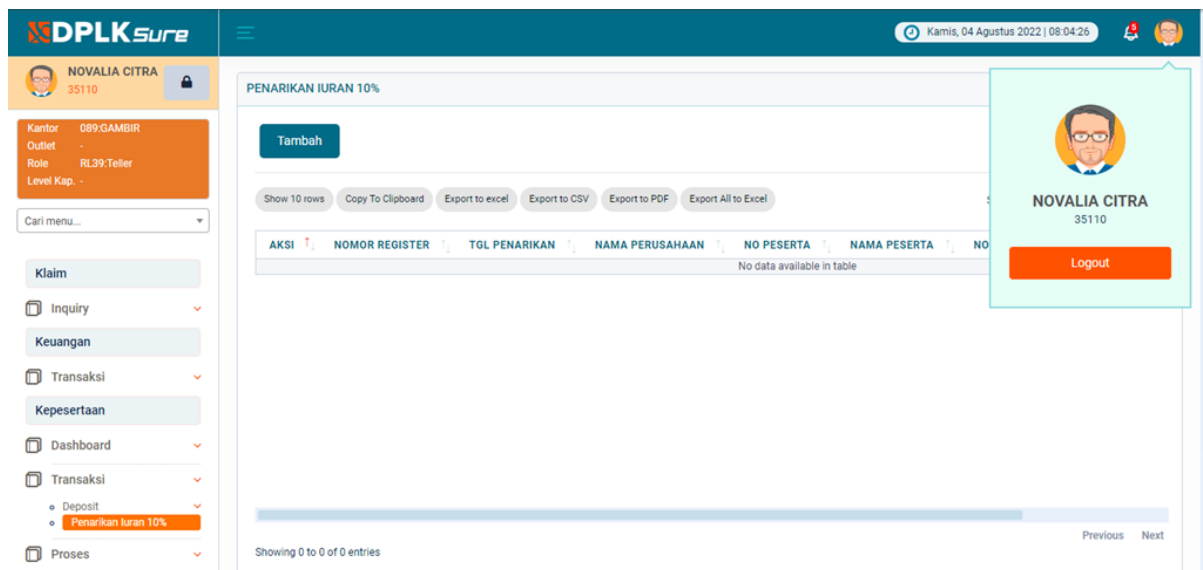 DPLK Sure
Kamis, 04 Agustus 2022 | 08:04:26
NOVALIA CITRA
35110
Kantor 089:GAMBIR
Outlet -
Role RL39:Teller
Level Kap. -
Cari menu...
Klaim
Inquiry
Keuangan
Transaksi
Kepesertaan
Dashboard
Transaksi
Deposit
Penarikan Iuran 10%
Proses
PENARIKAN IURAN 10%
Tambah
Show 10 rows Copy To Clipboard Export to excel Export to CSV Export to PDF Export All to Excel
AKSI NOMOR REGISTER TGL PENARIKAN NAMA PERUSAHAAN NO PESERTA NAMA PESERTA NO
No data available in table
Previous Next
Showing 0 to 0 of 0 entries
NOVALIA CITRA
35110
Logout